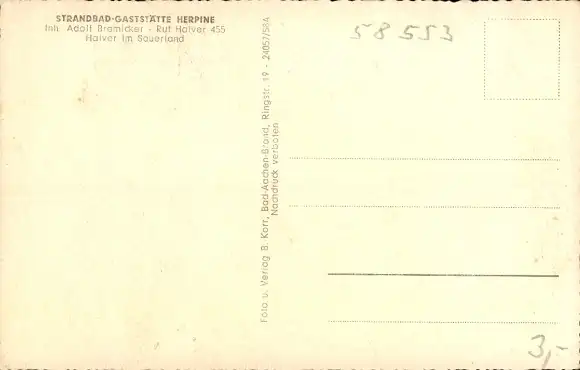 STRANDBAD-GASTSTÄTTE HERPINE
Inh. Adolf Bramicker - Ruf Halver 455
Halver im Sauerland
Foto u. Verlag B. Korr, Bad-Aachen-Brand, Ringstr. 19 - 24057/584
Nachdruck verboten
58553
3,-